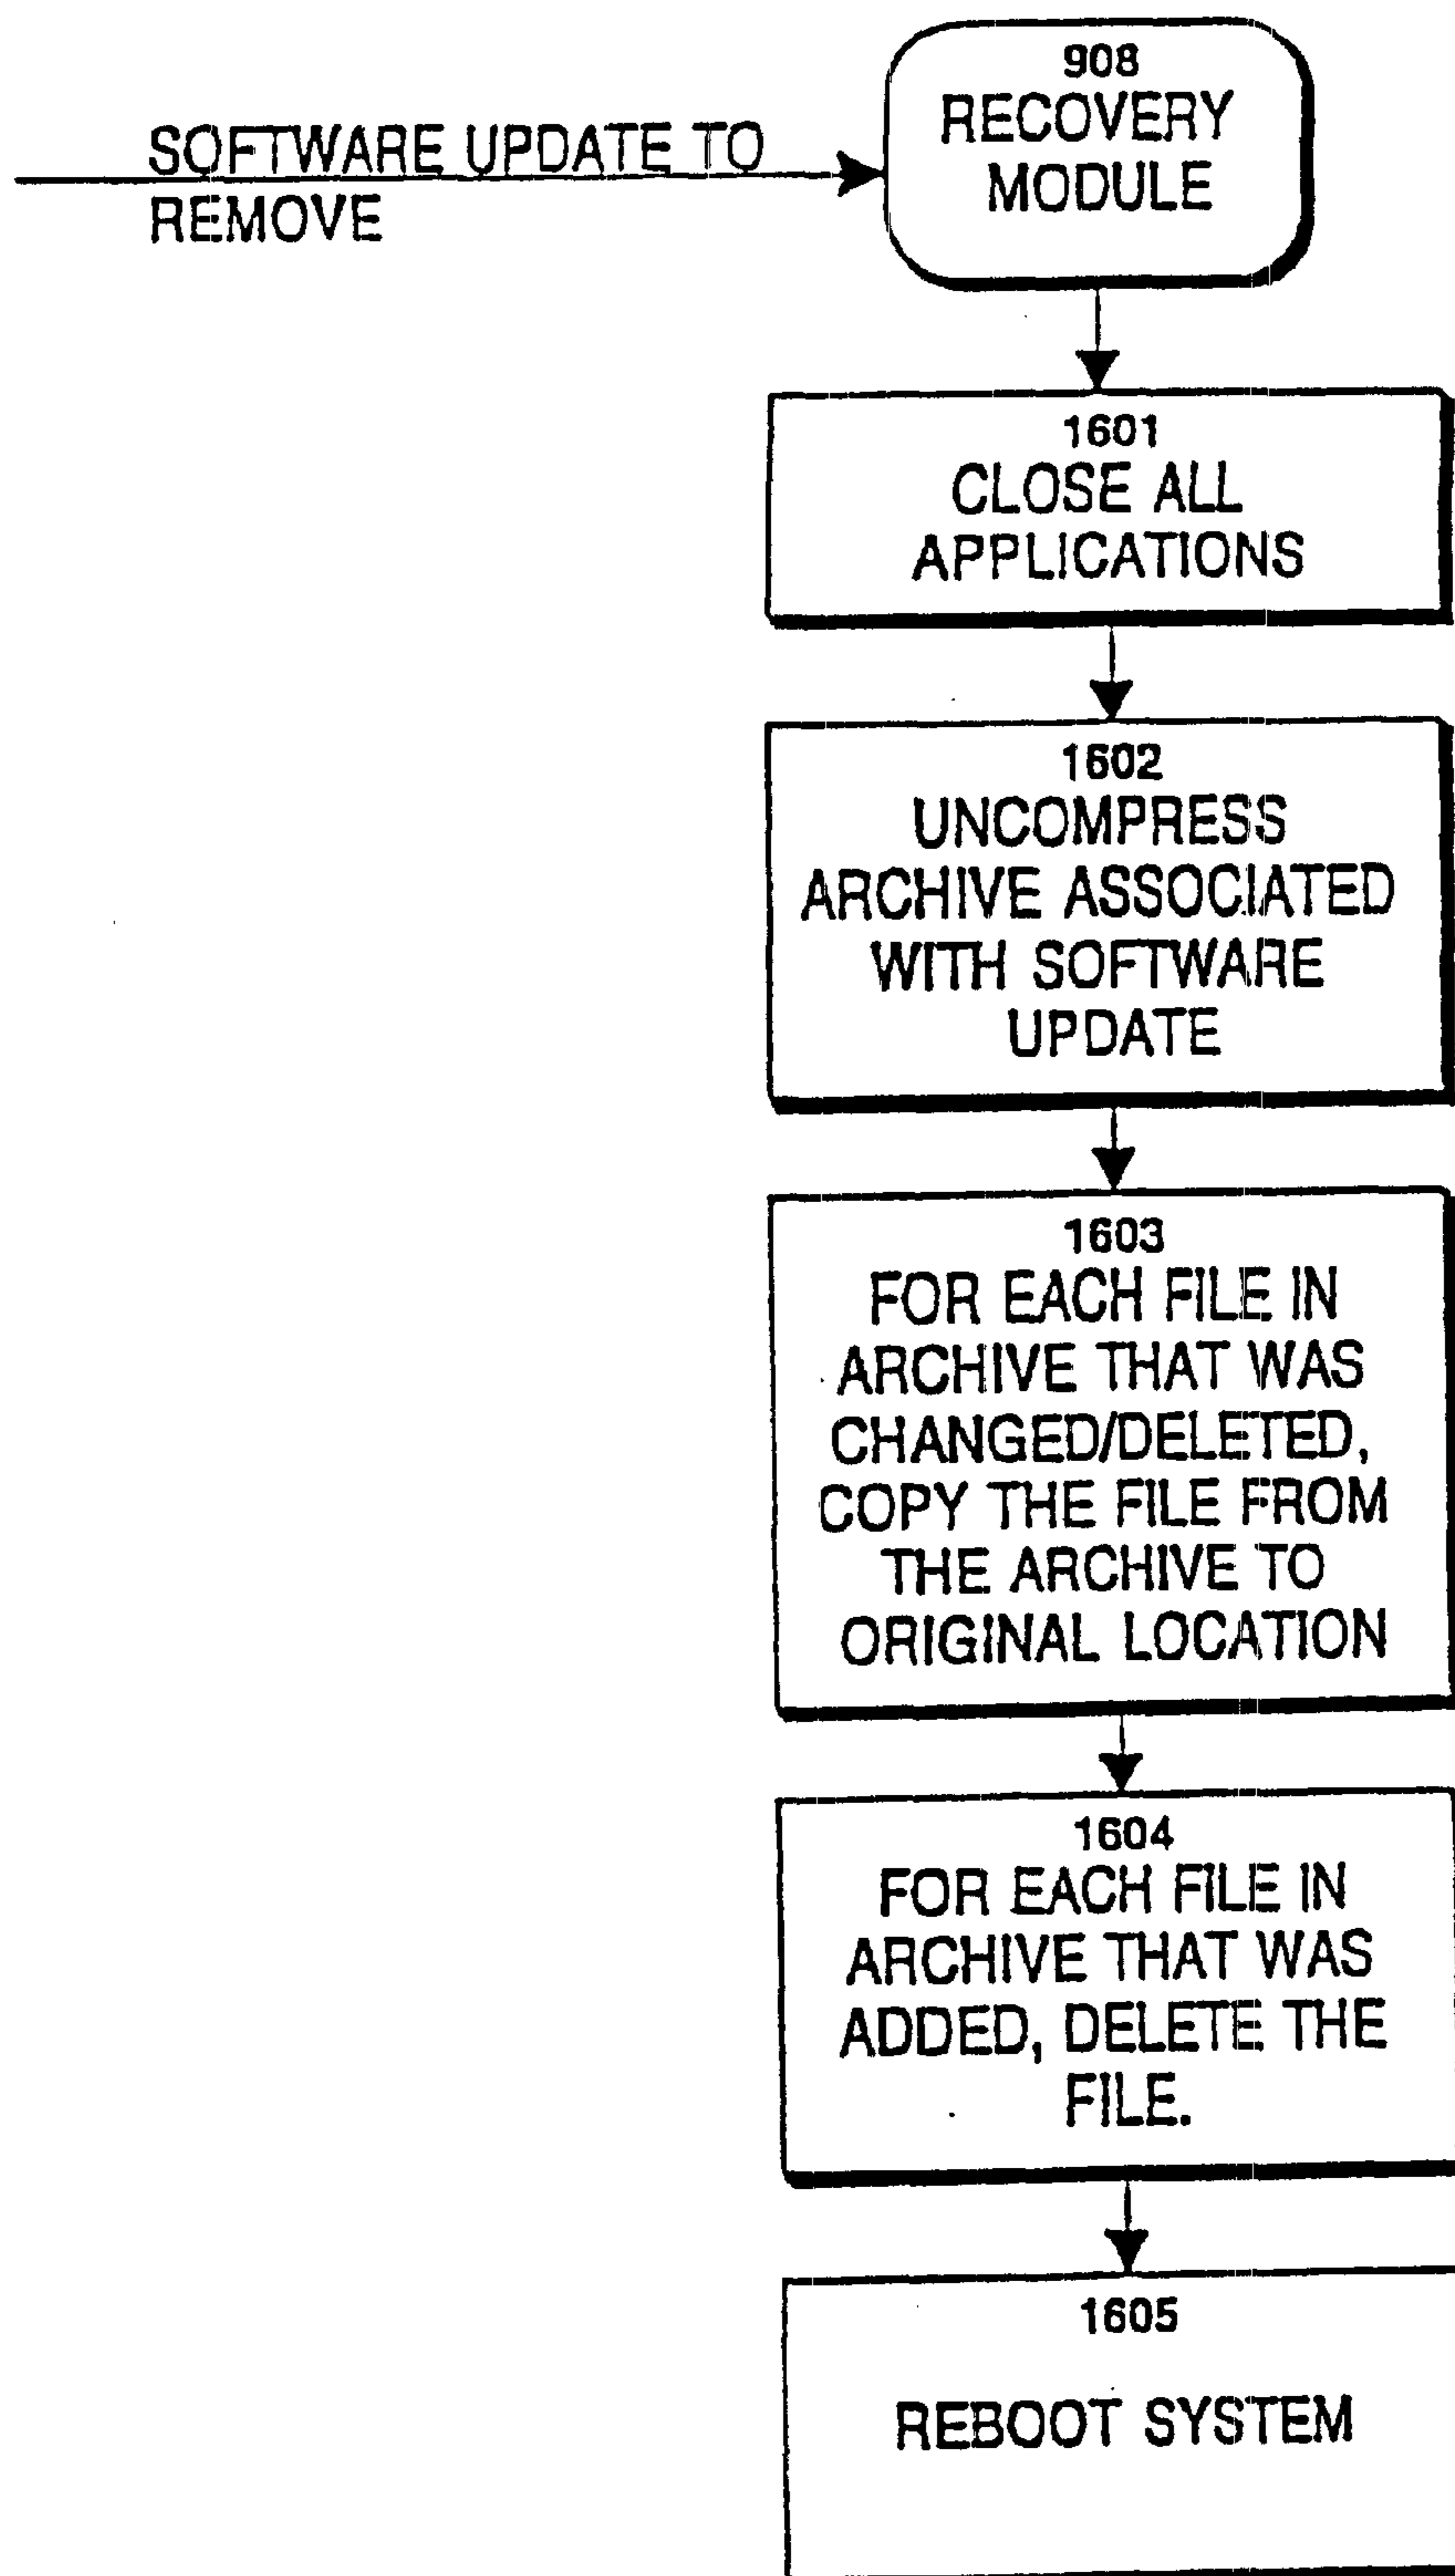 SOFTWARE UPDATE TO
REMOVE
908
RECOVERY
MODULE
1601
CLOSE ALL
APPLICATIONS
1602
UNCOMPRESS
ARCHIVE ASSOCIATED
WITH SOFTWARE
UPDATE
1603
FOR EACH FILE IN
ARCHIVE THAT WAS
CHANGED/DELETED,
COPY THE FILE FROM
THE ARCHIVE TO
ORIGINAL LOCATION
1604
FOR EACH FILE IN
ARCHIVE THAT WAS
ADDED, DELETE THE
FILE.
1605
REBOOT SYSTEM